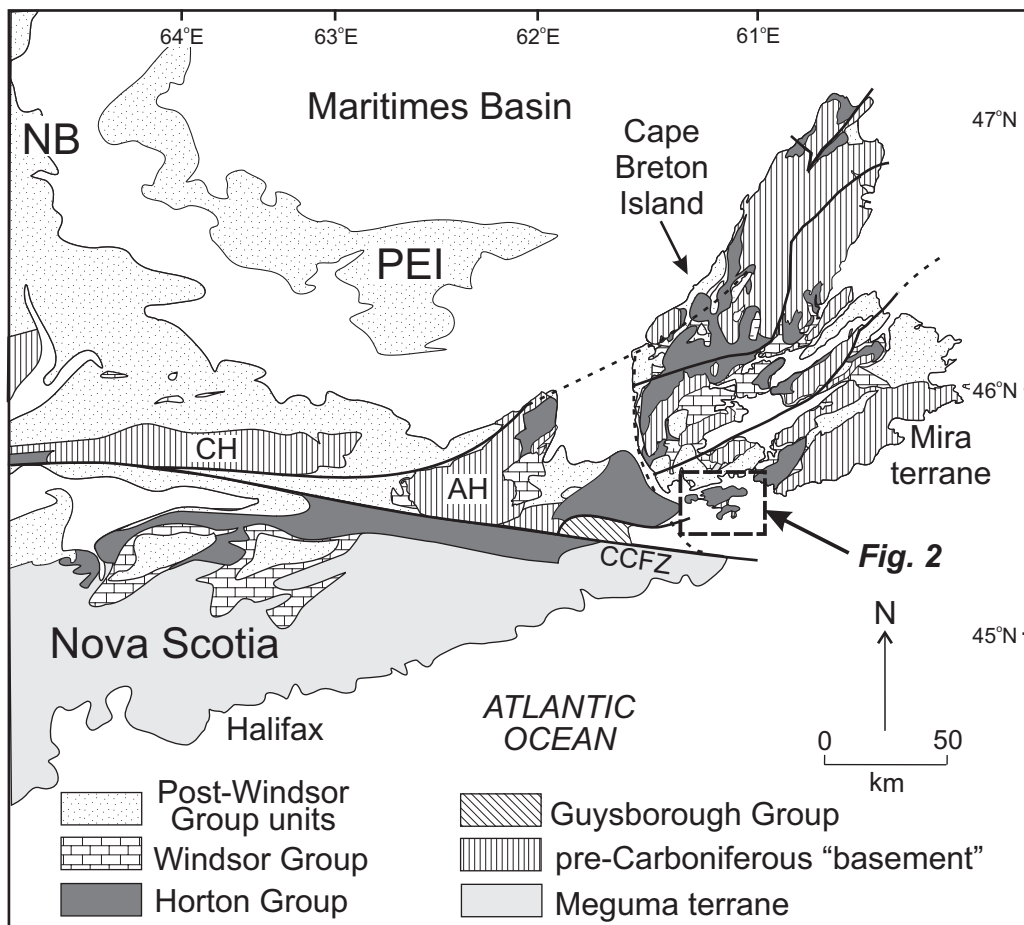 64°E
63°E
62°E
61°E
Maritimes Basin
47°N
NB
Cape
Breton
Island
PEI
46°N
Mira
terrane
CH
AH
Fig. 2
CCFZ
N
45°N
Nova Scotia
ATLANTIC
OCEAN
Halifax
0 50
km
Post-Windsor
Group units
Windsor Group
Horton Group
Guysborough Group
pre-Carboniferous “basement”
Meguma terrane